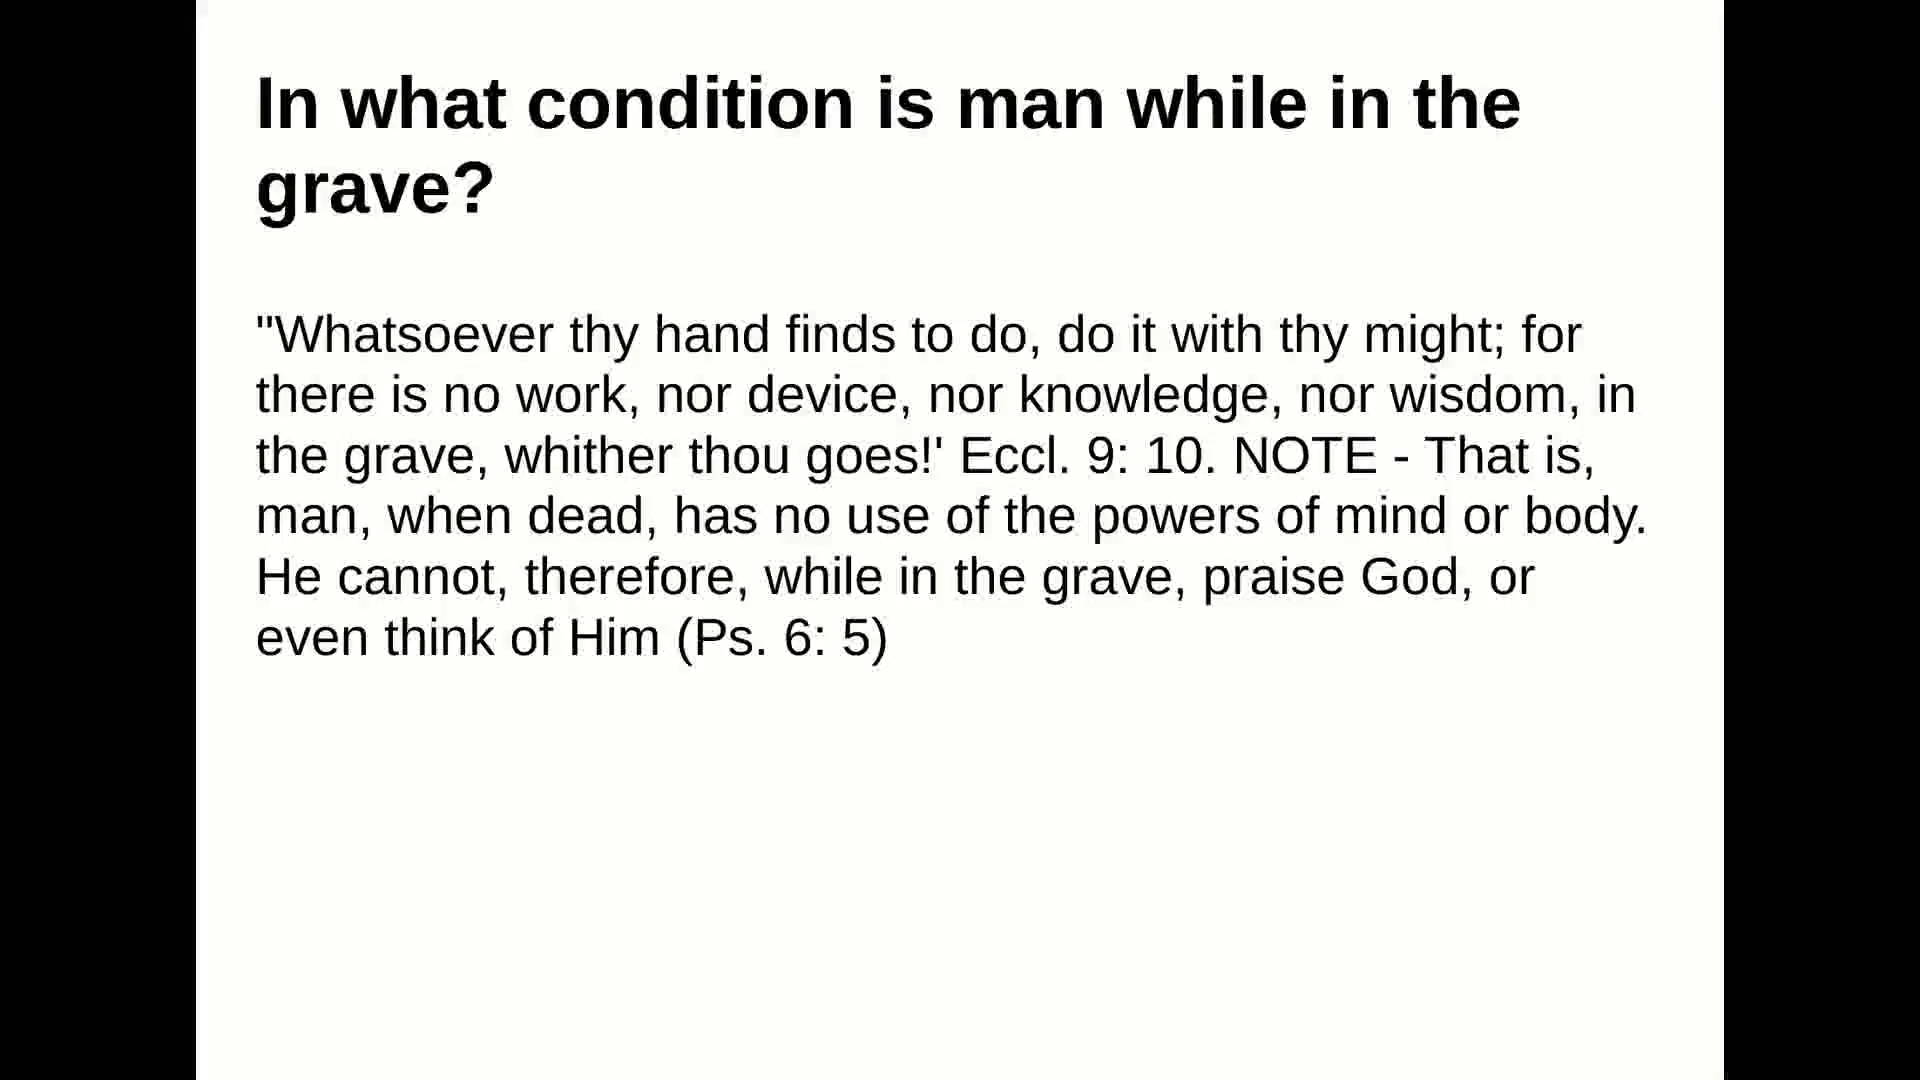 In what condition is man while in the
grave?
"Whatsoever thy hand finds to do, do it with thy might; for
there is no work, nor device, nor knowledge, nor wisdom, in
the grave, whither thou goes!' Eccl. 9: 10. NOTE - That is,
man, when dead, has no use of the powers of mind or body.
He cannot, therefore, while in the grave, praise God, or
even think of Him (Ps. 6: 5)